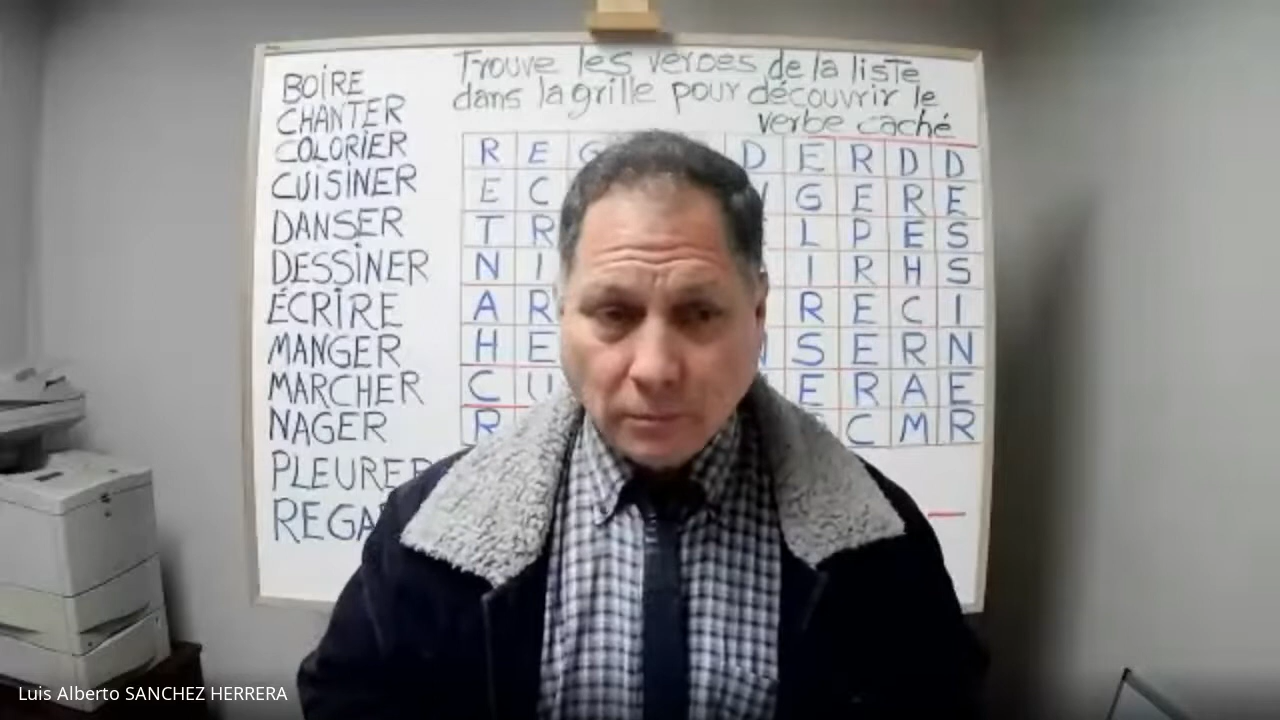 Trouve les verbes de la liste
dans la grille pour découvrir le
verbe caché
BOIRE
CHANTER
COLORIER
CUISINER
DANSER
DESSINER
ÉCRIRE
MANGER
MARCHER
NAGER
PLEURER
REGA
R E G D E R D D
E C G E R E
T R L P E S
N I I R H S
A R R E C I
H E S E R N
C U E R A E
R C M R
Luis Alberto SANCHEZ HERRERA